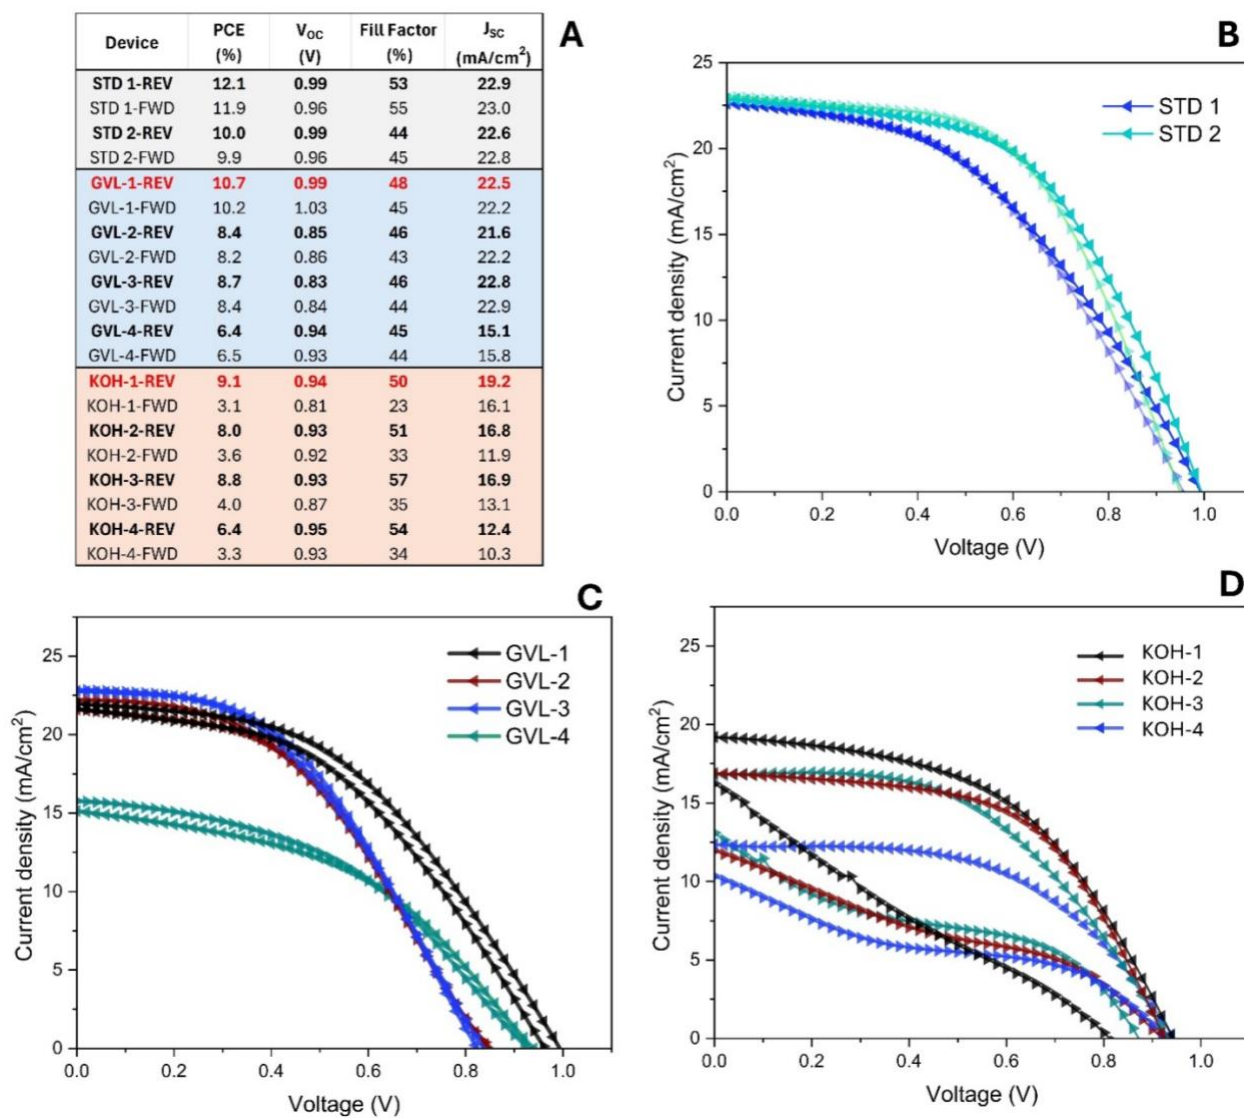 Device PCE (%) V_OC (V) Fill Factor (%) J_SC (mA/cm²)
STD 1-REV 12.1 0.99 53 22.9
STD 1-FWD 11.9 0.96 55 23.0
STD 2-REV 10.0 0.99 44 22.6
STD 2-FWD 9.9 0.96 45 22.8
GVL-1-REV 10.7 0.99 48 22.5
GVL-1-FWD 10.2 1.03 45 22.2
GVL-2-REV 8.4 0.85 46 21.6
GVL-2-FWD 8.2 0.86 43 22.2
GVL-3-REV 8.7 0.83 46 22.8
GVL-3-FWD 8.4 0.84 44 22.9
GVL-4-REV 6.4 0.94 45 15.1
GVL-4-FWD 6.5 0.93 44 15.8
KOH-1-REV 9.1 0.94 50 19.2
KOH-1-FWD 3.1 0.81 23 16.1
KOH-2-REV 8.0 0.93 51 16.8
KOH-2-FWD 3.6 0.92 33 11.9
KOH-3-REV 8.8 0.93 57 16.9
KOH-3-FWD 4.0 0.87 35 13.1
KOH-4-REV 6.4 0.95 54 12.4
KOH-4-FWD 3.3 0.93 34 10.3
A
B
STD 1
STD 2
25
20
15
10
5
0
Current density (mA/cm²)
0.0 0.2 0.4 0.6 0.8 1.0
Voltage (V)
C
GVL-1
GVL-2
GVL-3
GVL-4
25
20
15
10
5
0
Current density (mA/cm²)
0.0 0.2 0.4 0.6 0.8 1.0
Voltage (V)
D
KOH-1
KOH-2
KOH-3
KOH-4
25
20
15
10
5
0
Current density (mA/cm²)
0.0 0.2 0.4 0.6 0.8 1.0
Voltage (V)